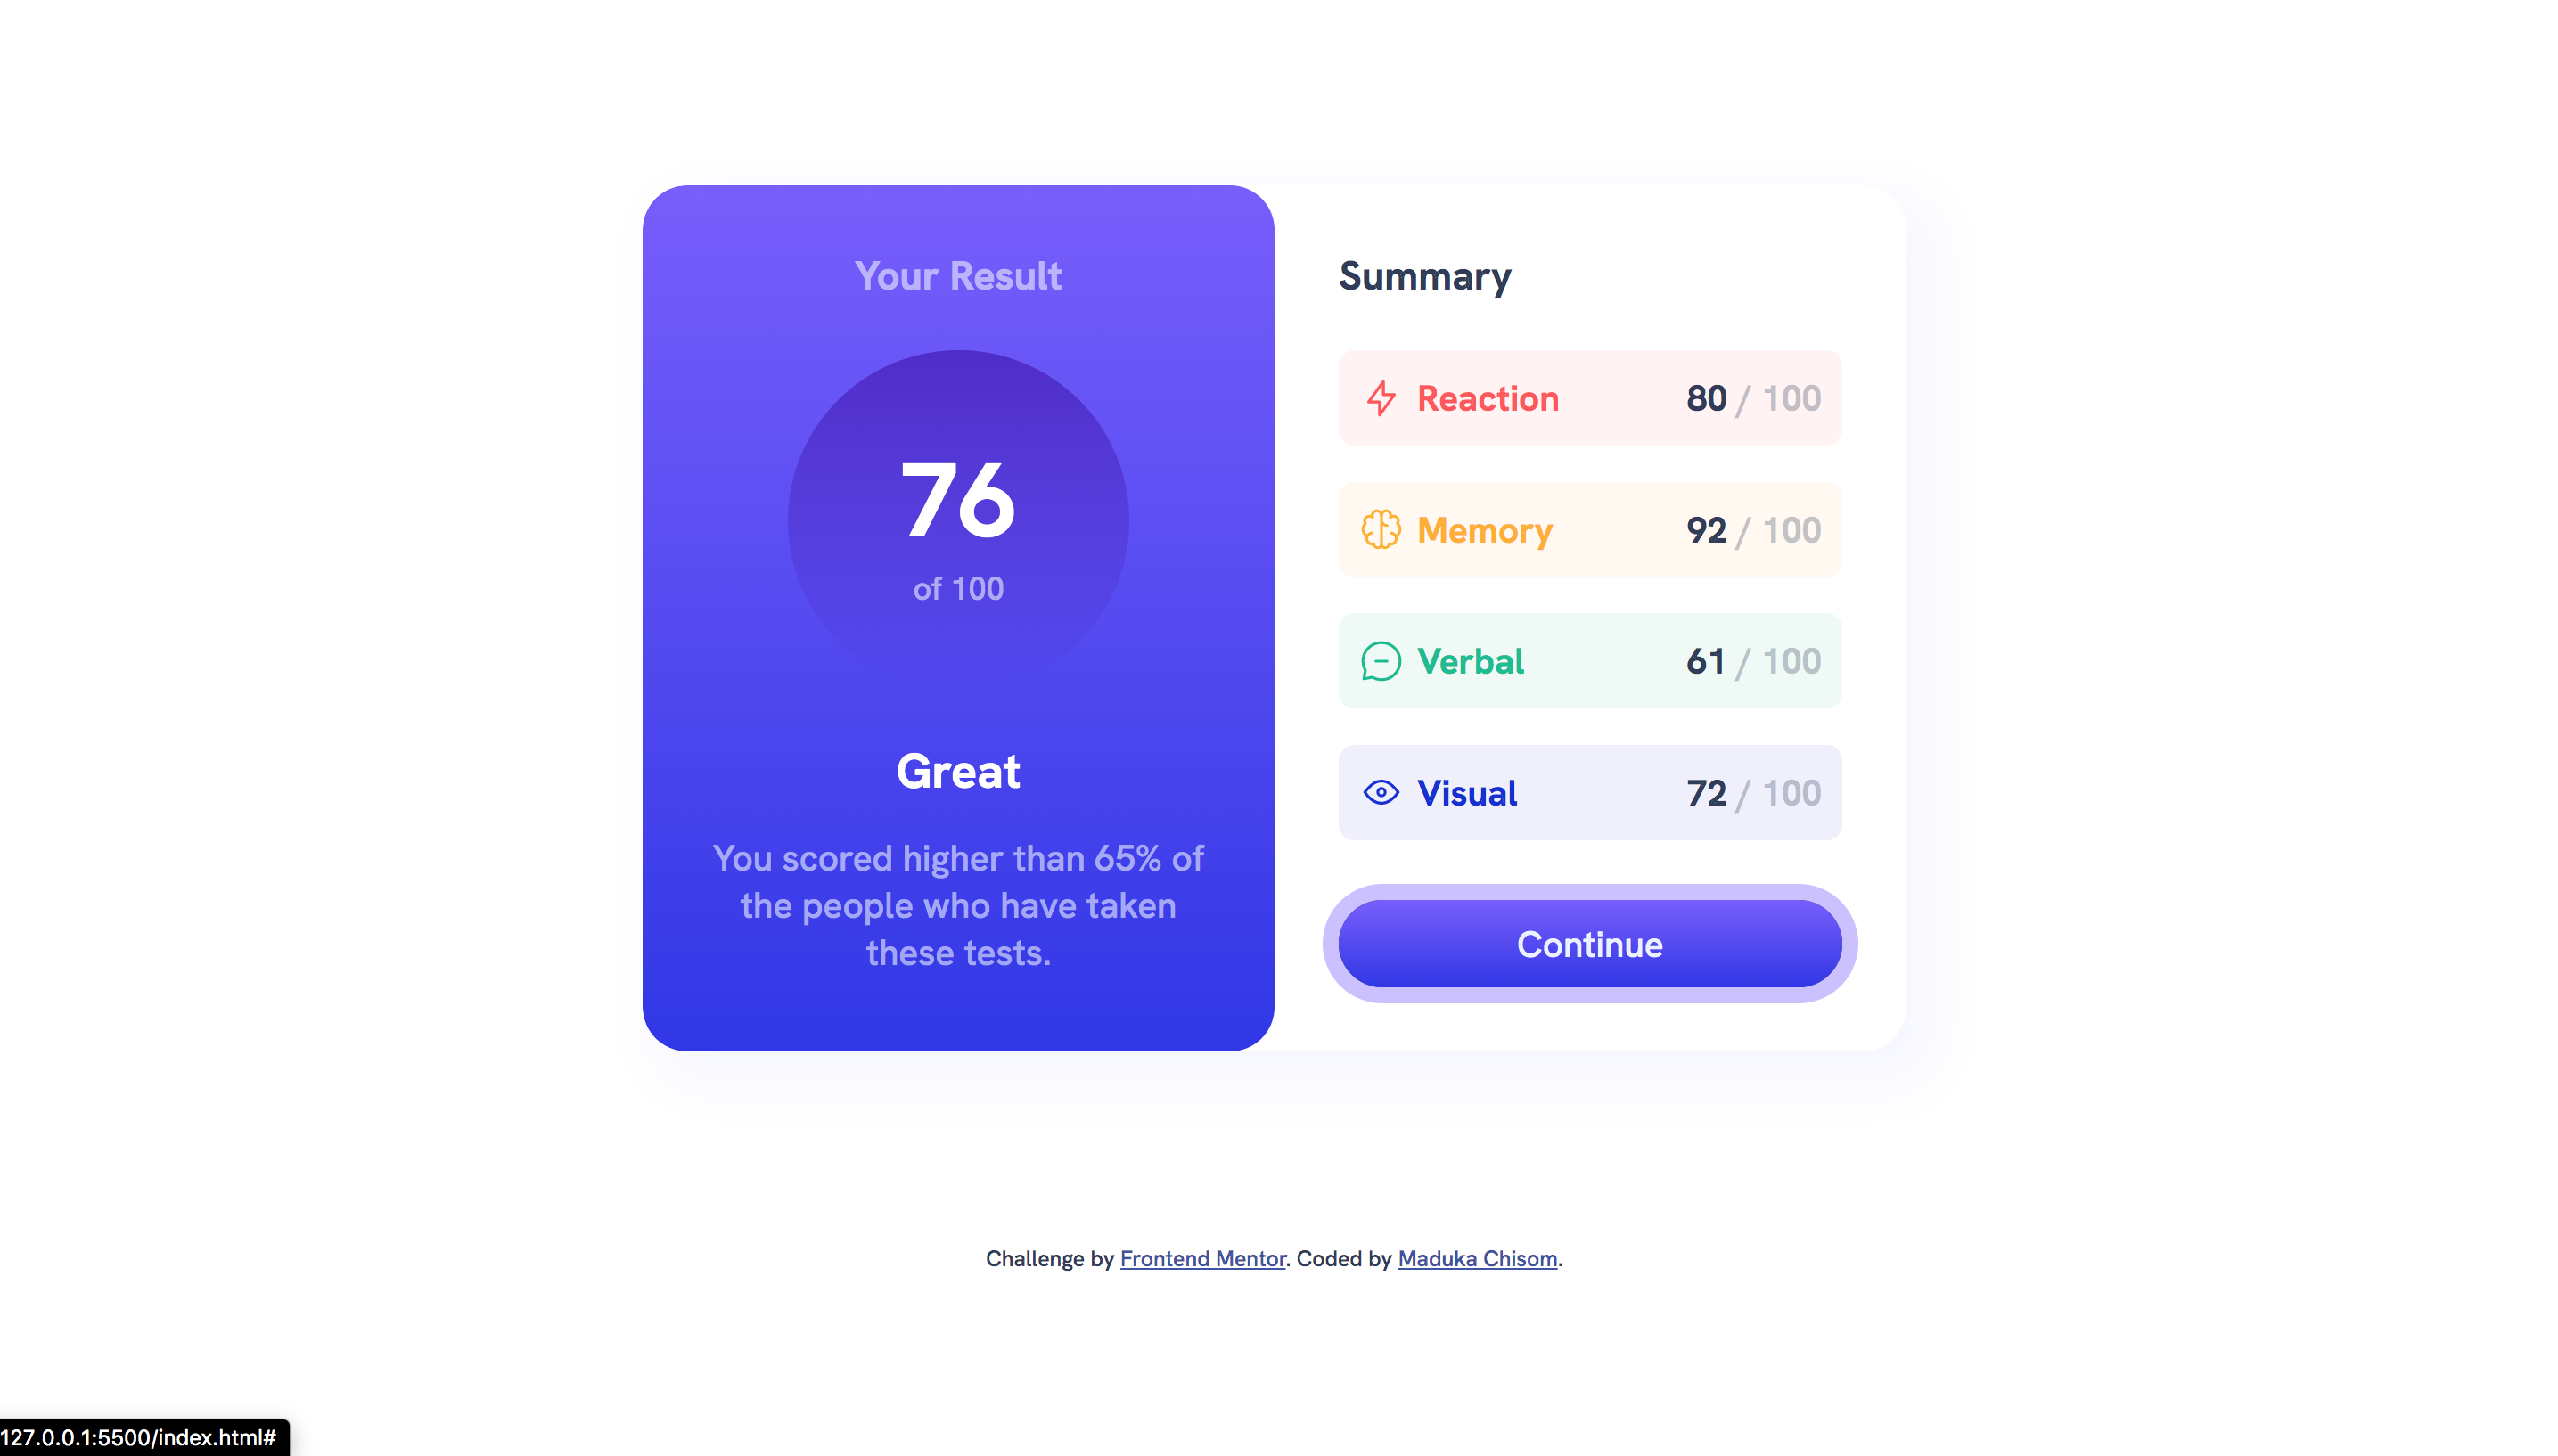 Your Result
76
of 100
Great
You scored higher than 65% of
the people who have taken
these tests.
Summary
Reaction 80 / 100
Memory 92 / 100
Verbal 61 / 100
Visual 72 / 100
Continue
Challenge by Frontend Mentor. Coded by Maduka Chisom.
127.0.0.1:5500/index.html#